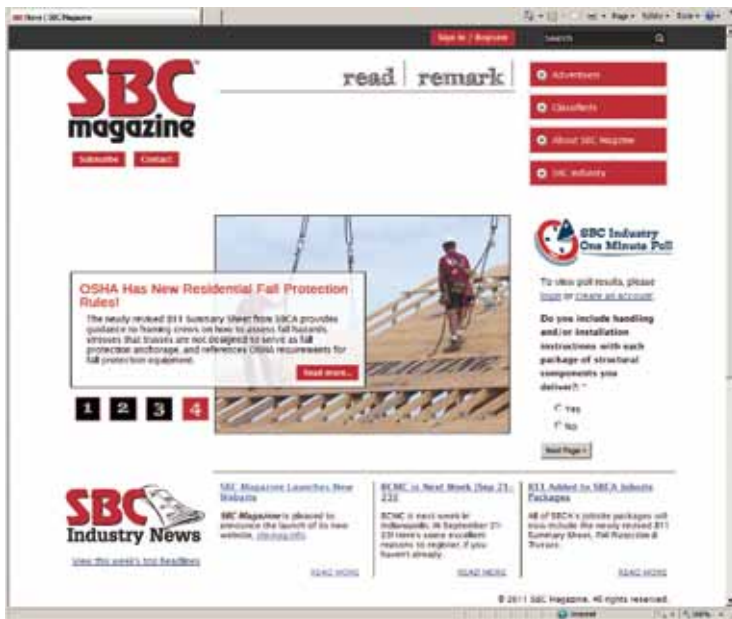 News | SBC Magazine
Page Safety Tools
Sign In / Register
Search
SBC
magazine
read | remark
Subscribe
Contact
Advertisers
Classifieds
About SBC Magazine
SBC Industry
OSHA Has New Residential Fall Protection
Rules!
The newly revised B11 Summary Sheet from SBCA provides
guidance to framing crews on how to assess fall hazards,
stresses that trusses are not designed to serve as fall
protection anchorage, and references OSHA requirements for
fall protection equipment.
Read more...
1 2 3 4
SBC Industry
One Minute Poll
To view poll results, please
login or create an account.
Do you include handling
and/or installation
instructions with each
package of structural
components you
deliver?: *
Yes
No
Next Page >
SBC
Industry News
View this week's top headlines
SBC Magazine Launches New
Website
SBC Magazine is pleased to
announce the launch of its new
website, sbcmag.info.
READ MORE
BCMC is Next Week (Sep 21-
23)!
BCMC is next week in
Indianapolis, IN September 21-
23! Here's some excellent
reasons to register, if you
haven't already.
READ MORE
B11 Added to SBCA Jobsite
Packages
All of SBCA's jobsite packages will
now include the newly revised B11
Summary Sheet, Fall Protection &
Trusses.
READ MORE
© 2011 SBC Magazine. All rights reserved.
Internet
100%